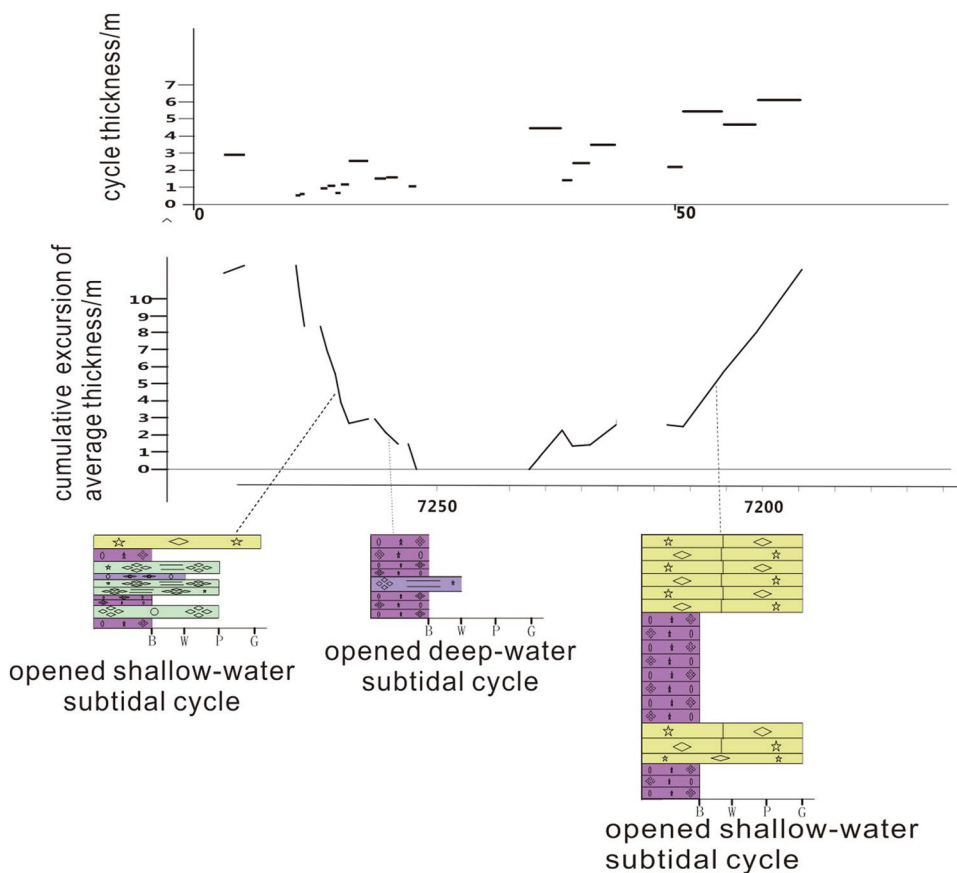 cycle thickness/m
7
6
5
4
3
2
1
0
0
50
cumulative excursion of
average thickness/m
10
9
8
7
6
5
4
3
2
1
0
7250
7200
B W P G
opened shallow-water
subtidal cycle
B W P G
opened deep-water
subtidal cycle
B W P G
opened shallow-water
subtidal cycle